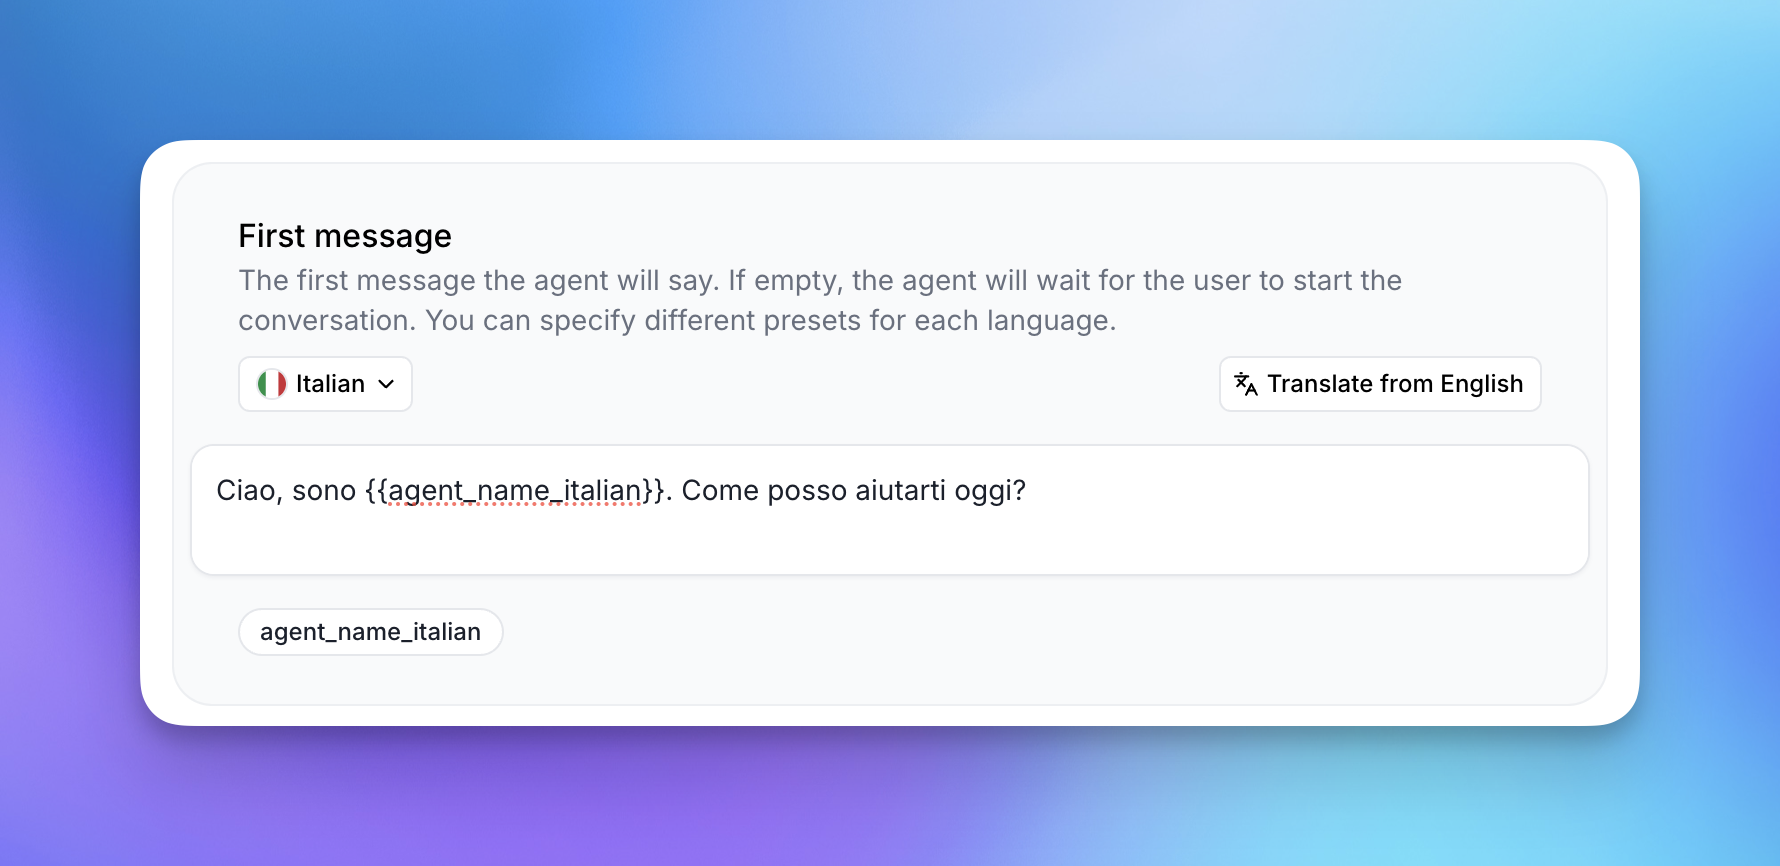 First message
The first message the agent will say. If empty, the agent will wait for the user to start the
conversation. You can specify different presets for each language.
Italian
Translate from English
Ciao, sono {{agent_name_italian}}. Come posso aiutarti oggi?
agent_name_italian